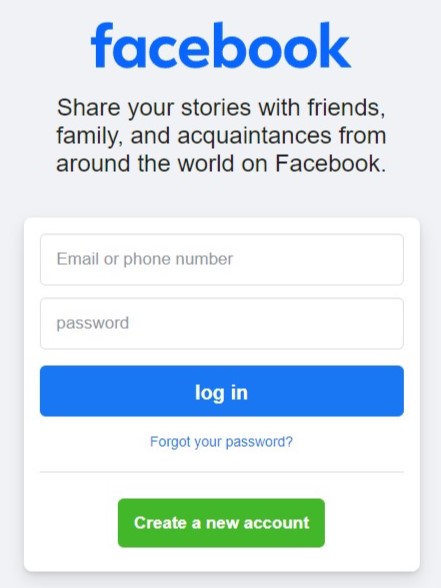 facebook
Share your stories with friends,
family, and acquaintances from
around the world on Facebook.
Email or phone number
password
log in
Forgot your password?
Create a new account